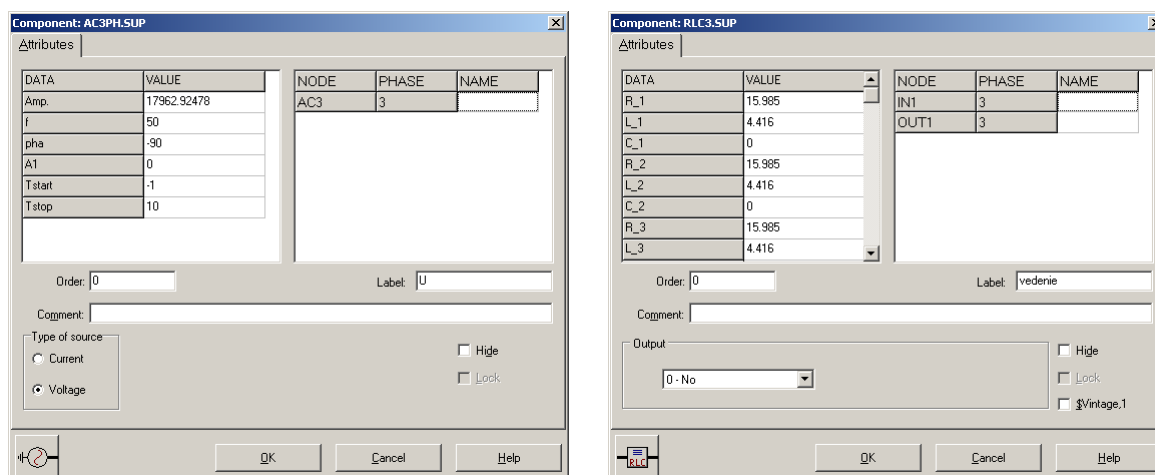 Component: AC3PH.SUP
Attributes
DATA VALUE
Amp. 17962.92478
f 50
pha -90
A1 0
Tstart -1
Tstop 10
NODE PHASE NAME
AC3 3
Order: 0
Label: U
Comment:
Type of source
Current
Voltage
Hide
Lock
OK Cancel Help
Component: RLC3.SUP
Attributes
DATA VALUE
R_1 15.985
L_1 4.416
C_1 0
R_2 15.985
L_2 4.416
C_2 0
R_3 15.985
L_3 4.416
NODE PHASE NAME
IN1 3
OUT1 3
Order: 0
Label: vedenie
Comment:
Output
0 - No
Hide
Lock
$Vintage,1
RLC
OK Cancel Help